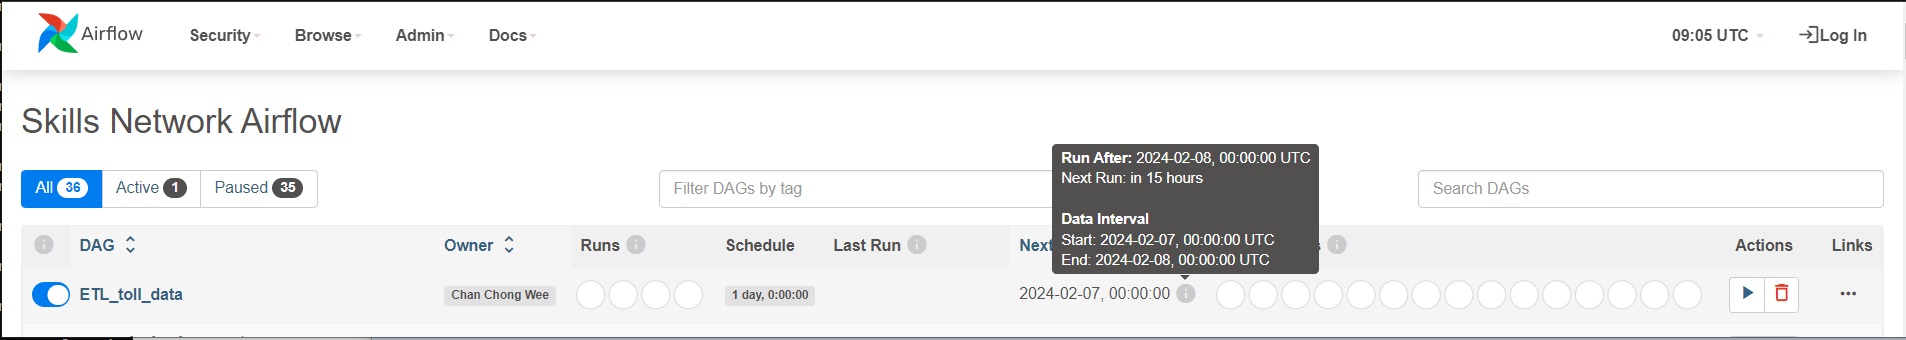 Airflow Security Browse Admin Docs 09:05 UTC Log In
Skills Network Airflow
All 36 Active 1 Paused 35 Filter DAGs by tag Search DAGs
Run After: 2024-02-08, 00:00:00 UTC
Next Run: in 15 hours
Data Interval
Start: 2024-02-07, 00:00:00 UTC
End: 2024-02-08, 00:00:00 UTC
DAG Owner Runs Schedule Last Run Next Actions Links
ETL_toll_data Chan Chong Wee 1 day, 0:00:00 2024-02-07, 00:00:00